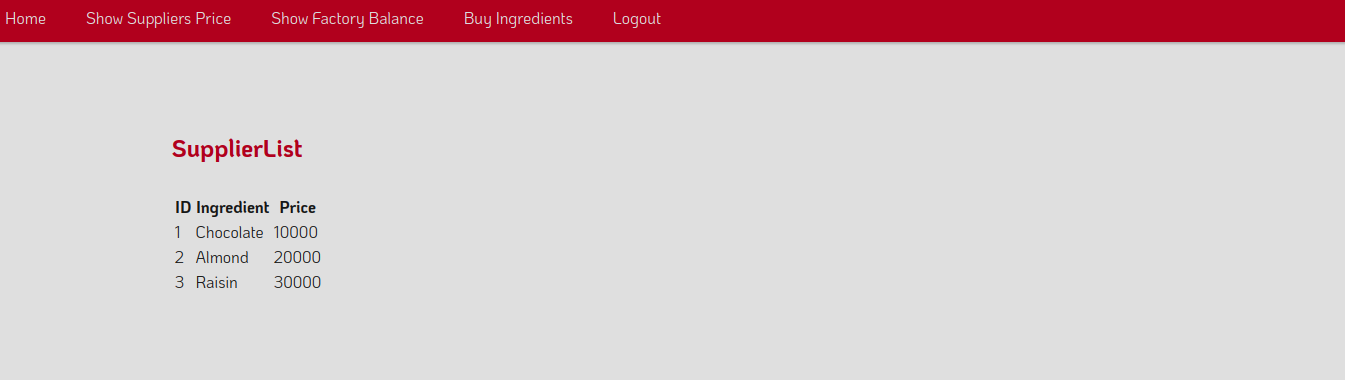 Home Show Suppliers Price Show Factory Balance Buy Ingredients Logout
SupplierList
ID Ingredient Price
1 Chocolate 10000
2 Almond 20000
3 Raisin 30000